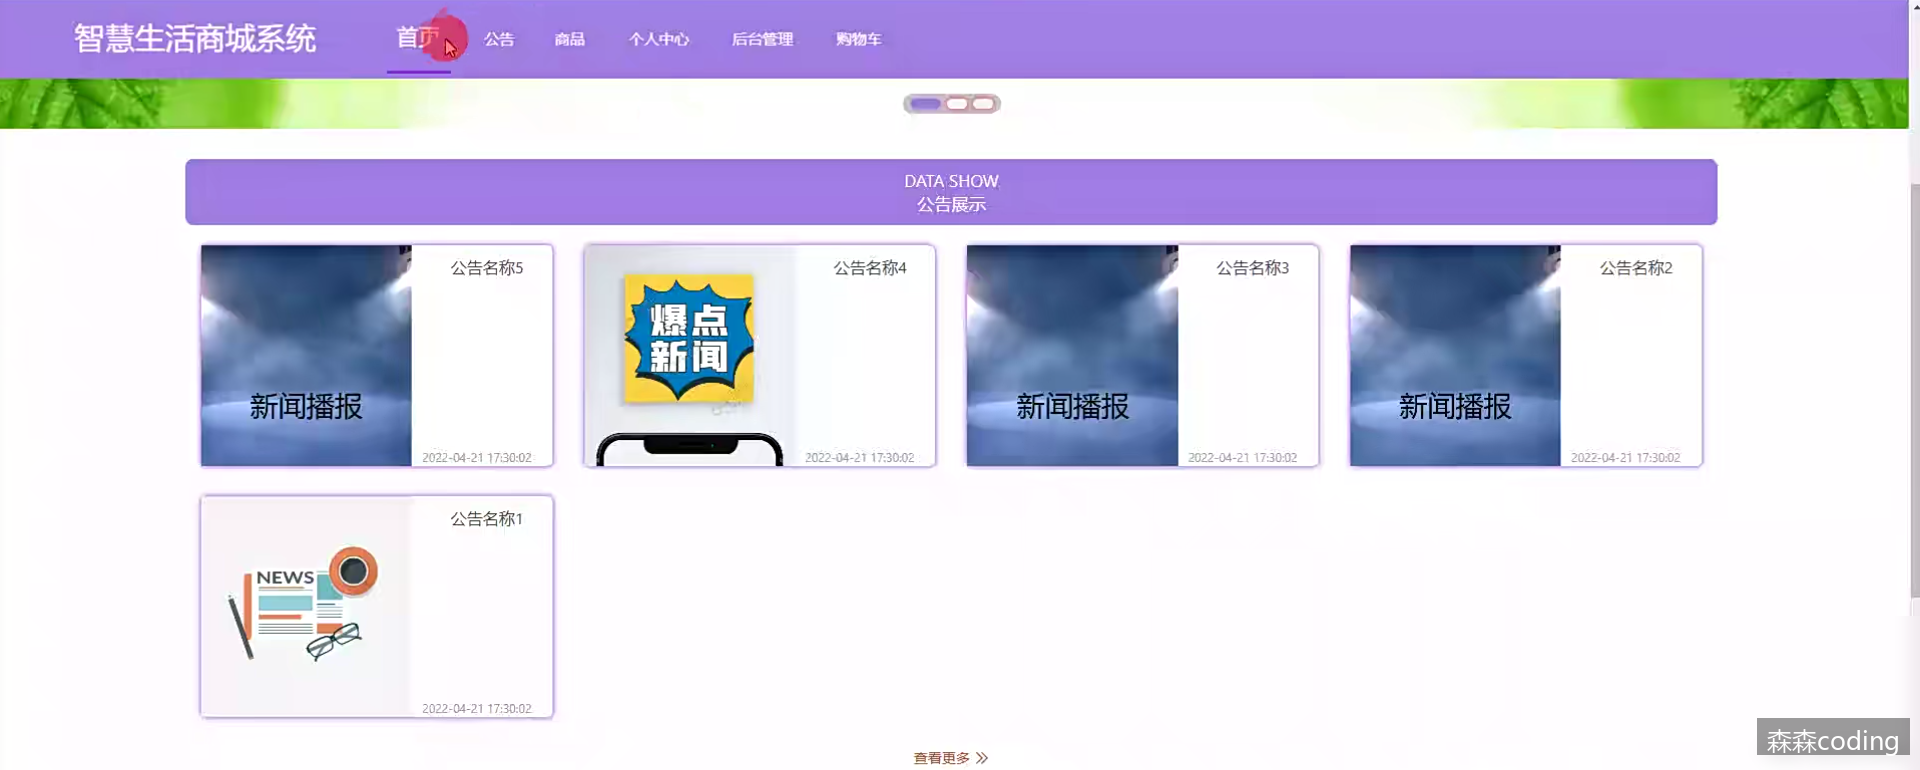 智慧生活商城系统
首页 公告 商品 个人中心 后台管理 购物车
DATA SHOW
公告展示
公告名称5
新闻播报
2022-04-21 17:30:02
公告名称4
爆点
新闻
2022-04-21 17:30:02
公告名称3
新闻播报
2022-04-21 17:30:02
公告名称2
新闻播报
2022-04-21 17:30:02
公告名称1
NEWS
2022-04-21 17:30:02
查看更多
森森coding